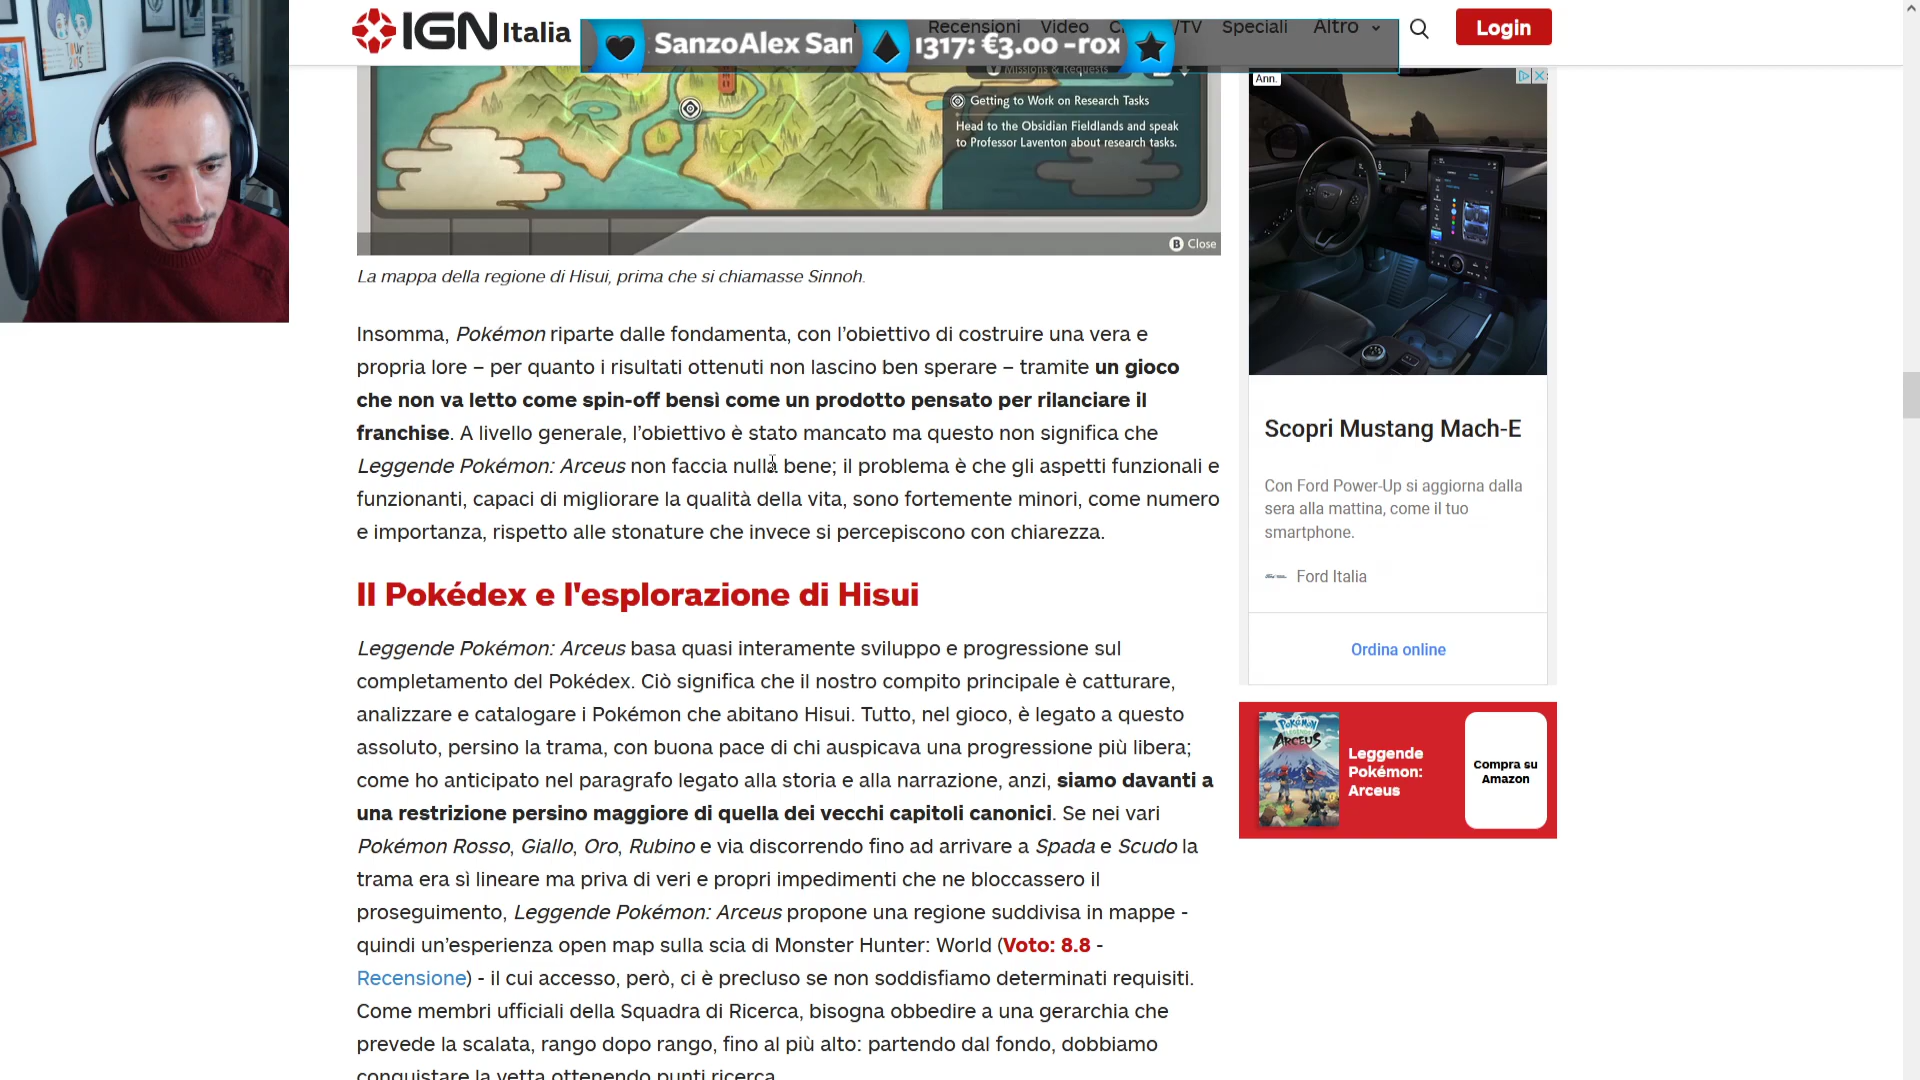 IGN Italia
Recensioni Video /TV Speciali Altro
Login
SanzoAlex San
1317: €3.00 -rox
Missions & Requests
Getting to Work on Research Tasks
Head to the Obsidian Fieldlands and speak
to Professor Laventon about research tasks.
B Close
La mappa della regione di Hisui, prima che si chiamasse Sinnoh.
Insomma, Pokémon riparte dalle fondamenta, con l'obiettivo di costruire una vera e
propria lore – per quanto i risultati ottenuti non lascino ben sperare – tramite un gioco
che non va letto come spin-off bensì come un prodotto pensato per rilanciare il
franchise. A livello generale, l'obiettivo è stato mancato ma questo non significa che
Leggende Pokémon: Arceus non faccia nulla bene; il problema è che gli aspetti funzionali e
funzionanti, capaci di migliorare la qualità della vita, sono fortemente minori, come numero
e importanza, rispetto alle stonature che invece si percepiscono con chiarezza.
Il Pokédex e l'esplorazione di Hisui
Leggende Pokémon: Arceus basa quasi interamente sviluppo e progressione sul
completamento del Pokédex. Ciò significa che il nostro compito principale è catturare,
analizzare e catalogare i Pokémon che abitano Hisui. Tutto, nel gioco, è legato a questo
assoluto, persino la trama, con buona pace di chi auspicava una progressione più libera;
come ho anticipato nel paragrafo legato alla storia e alla narrazione, anzi, siamo davanti a
una restrizione persino maggiore di quella dei vecchi capitoli canonici. Se nei vari
Pokémon Rosso, Giallo, Oro, Rubino e via discorrendo fino ad arrivare a Spada e Scudo la
trama era sì lineare ma priva di veri e propri impedimenti che ne bloccassero il
proseguimento, Leggende Pokémon: Arceus propone una regione suddivisa in mappe -
quindi un'esperienza open map sulla scia di Monster Hunter: World (Voto: 8.8 -
Recensione) - il cui accesso, però, ci è precluso se non soddisfiamo determinati requisiti.
Come membri ufficiali della Squadra di Ricerca, bisogna obbedire a una gerarchia che
prevede la scalata, rango dopo rango, fino al più alto: partendo dal fondo, dobbiamo
conquistare la vetta ottenendo punti ricerca.
Ann.
Scopri Mustang Mach-E
Con Ford Power-Up si aggiorna dalla
sera alla mattina, come il tuo
smartphone.
Ford Italia
Ordina online
POKÉMON
LEGENDS
ARCEUS
Leggende
Pokémon:
Arceus
Compra su
Amazon
TOUR
2015